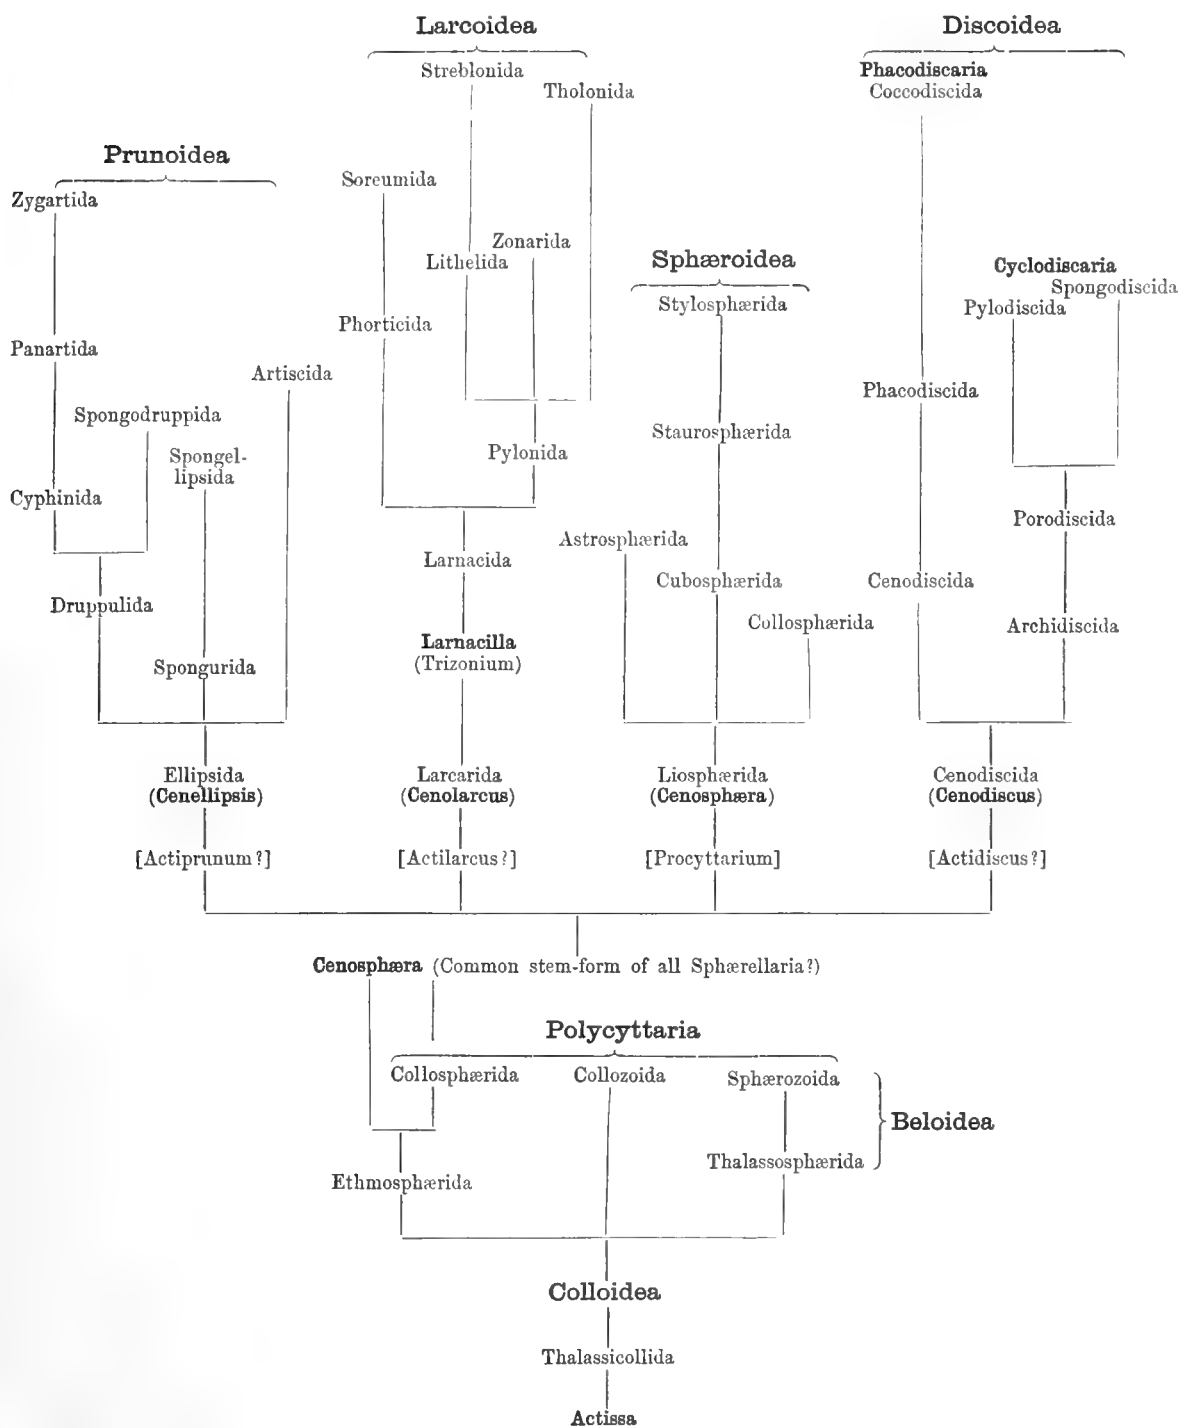 Larcoidea
Discoidea
Streblonida
Phacodiscaria
Tholonida
Coccodiscida
Prunoidea
Soreumida
Zygartida
Zonarida
Lithelida
Sphæroidea
Cyclodiscaria
Spongodiscida
Stylosphærida
Pylodiscida
Phorticida
Panartida
Artiscida
Phacodiscida
Spongodruppida
Staurosphærida
Spongel-
lipsida
Pylonida
Cyphinida
Porodiscida
Astrosphærida
Larnacida
Cubosphærida
Cenodiscida
Druppulida
Collosphærida
Archidiscida
Larnacilla
(Trizonium)
Spongurida
Ellipsida
(Cenellipsis)
Larcarida
(Cenolarcus)
Liosphærida
(Cenosphæra)
Cenodiscida
(Cenodiscus)
[Actiprunum?]
[Actilarcus?]
[Procyttarium]
[Actidiscus?]
Cenosphæra (Common stem-form of all Sphærellaria?)
Polycyttaria
Collosphærida
Collozoida
Sphærozoida
Beloidea
Thalassosphærida
Ethmosphærida
Colloidea
Thalassicollida
Actissa